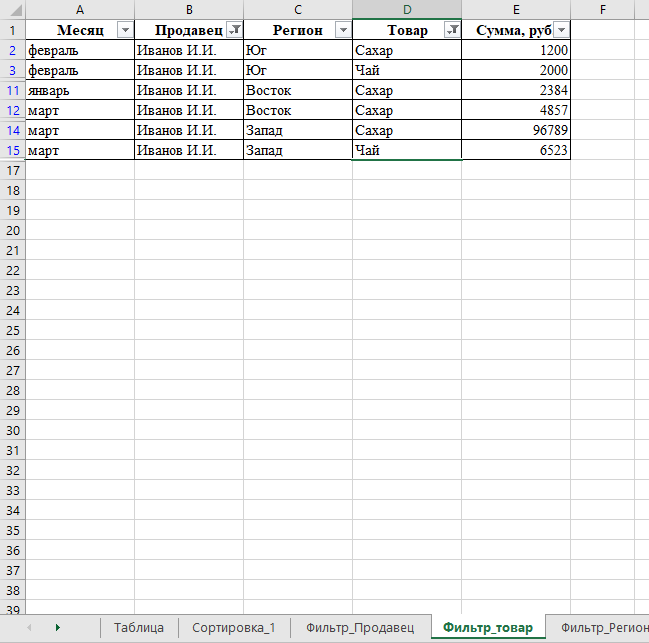 A B C D E F
1 Месяц Продавец Регион Товар Сумма, руб
2 февраль Иванов И.И. Юг Сахар 1200
3 февраль Иванов И.И. Юг Чай 2000
11 январь Иванов И.И. Восток Сахар 2384
12 март Иванов И.И. Восток Сахар 4857
14 март Иванов И.И. Запад Сахар 96789
15 март Иванов И.И. Запад Чай 6523
17
18
19
20
21
22
23
24
25
26
27
28
29
30
31
32
33
34
35
36
37
38
39
Таблица Сортировка_1 Фильтр_Продавец Фильтр_товар Фильтр_Регион